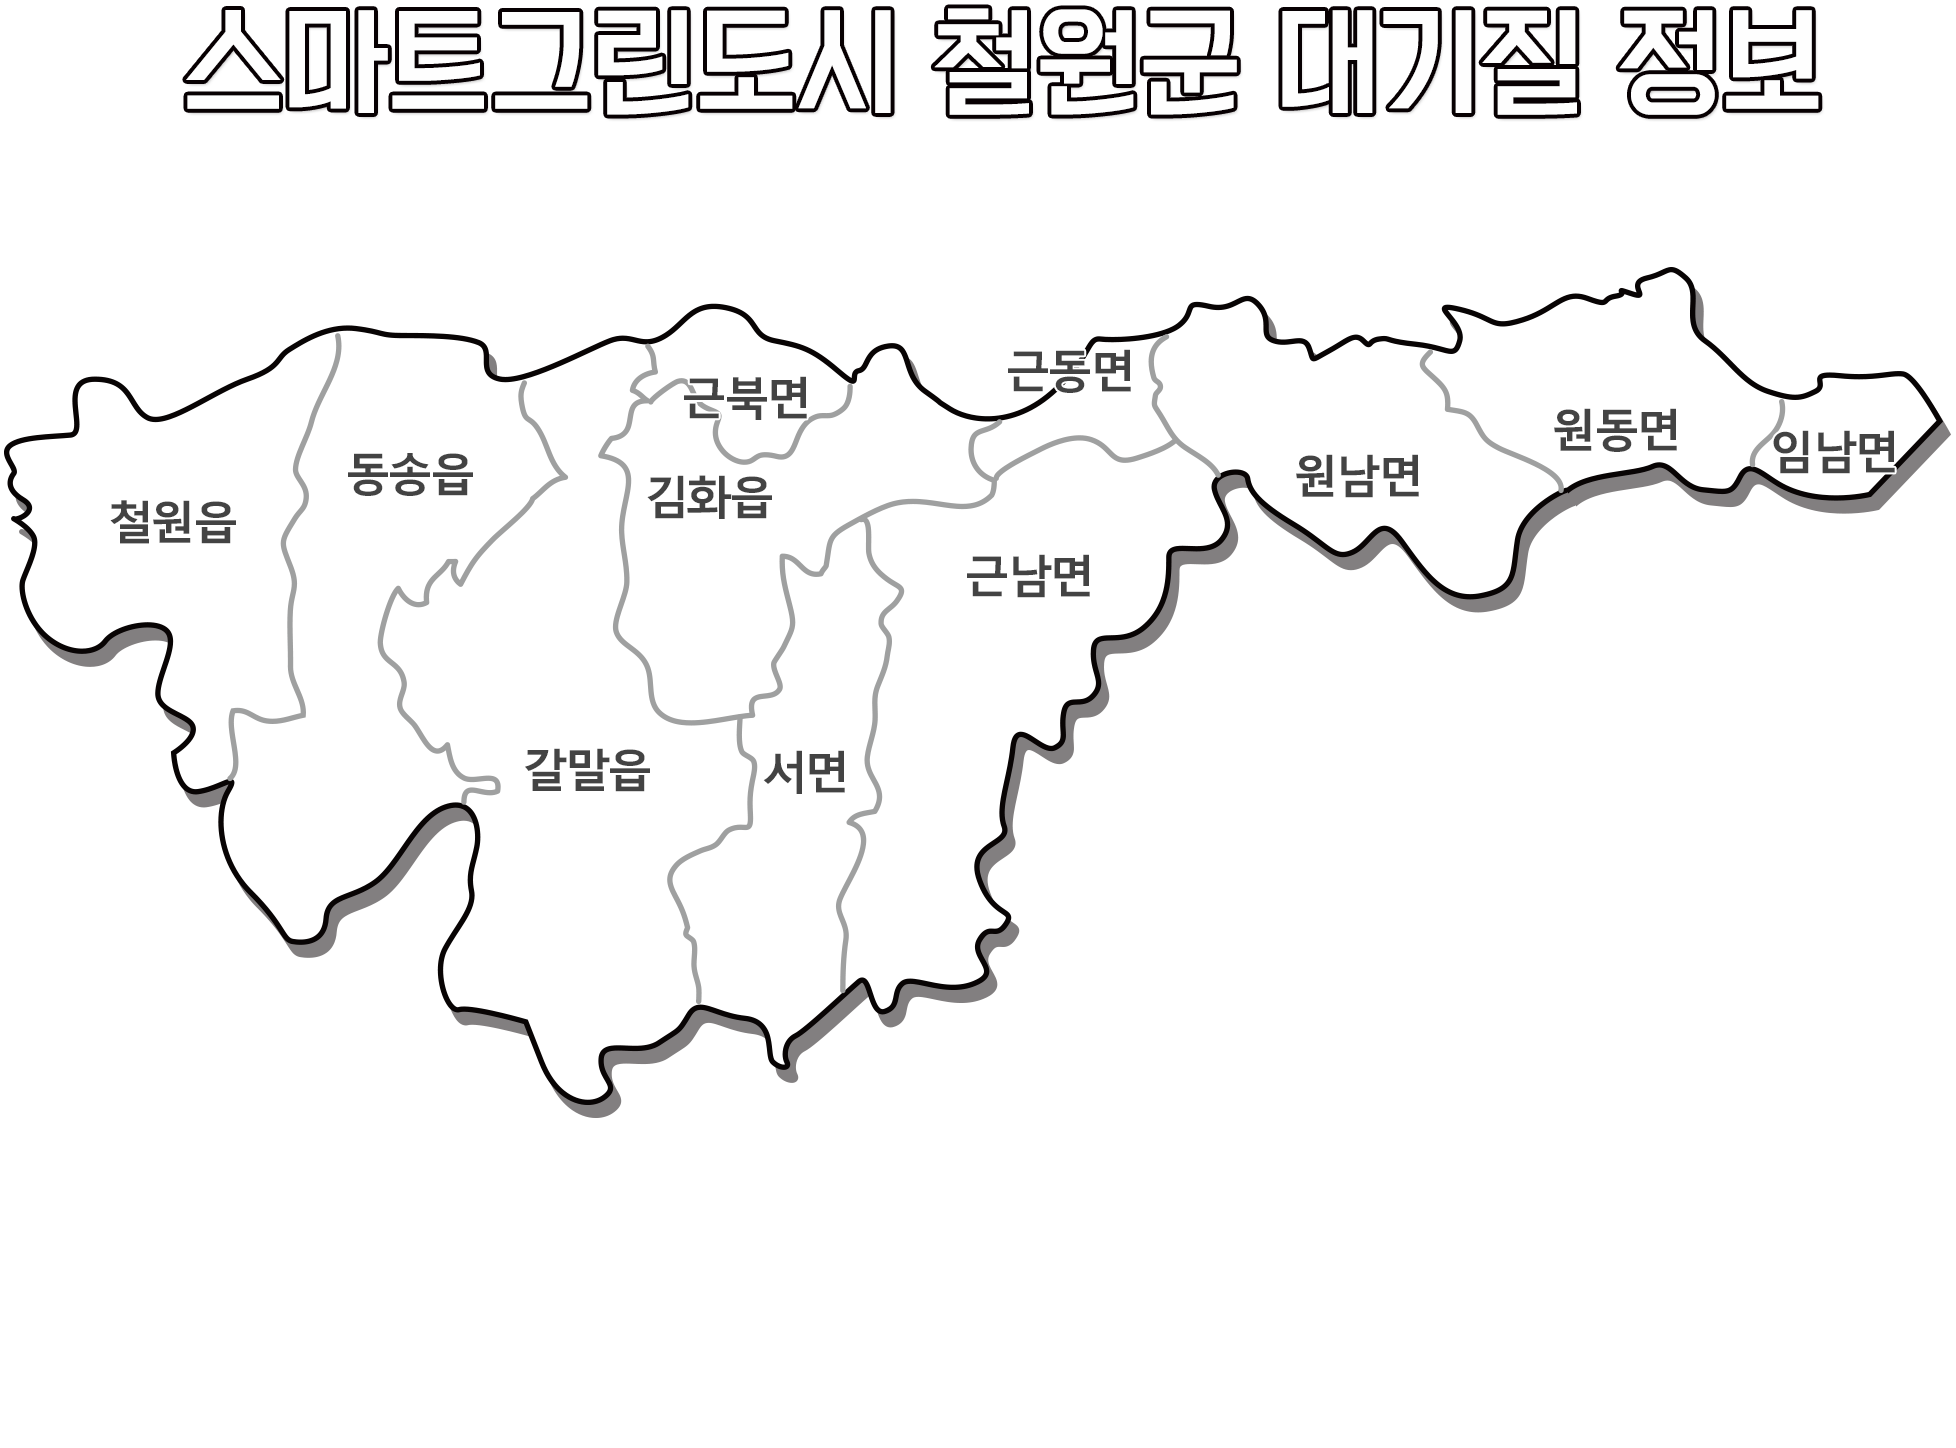 스마트그린도시 철원군 대기질 정보
근동면
근북면
원동면
임남면
동송읍
원남면
김화읍
철원읍
근남면
갈말읍
서면